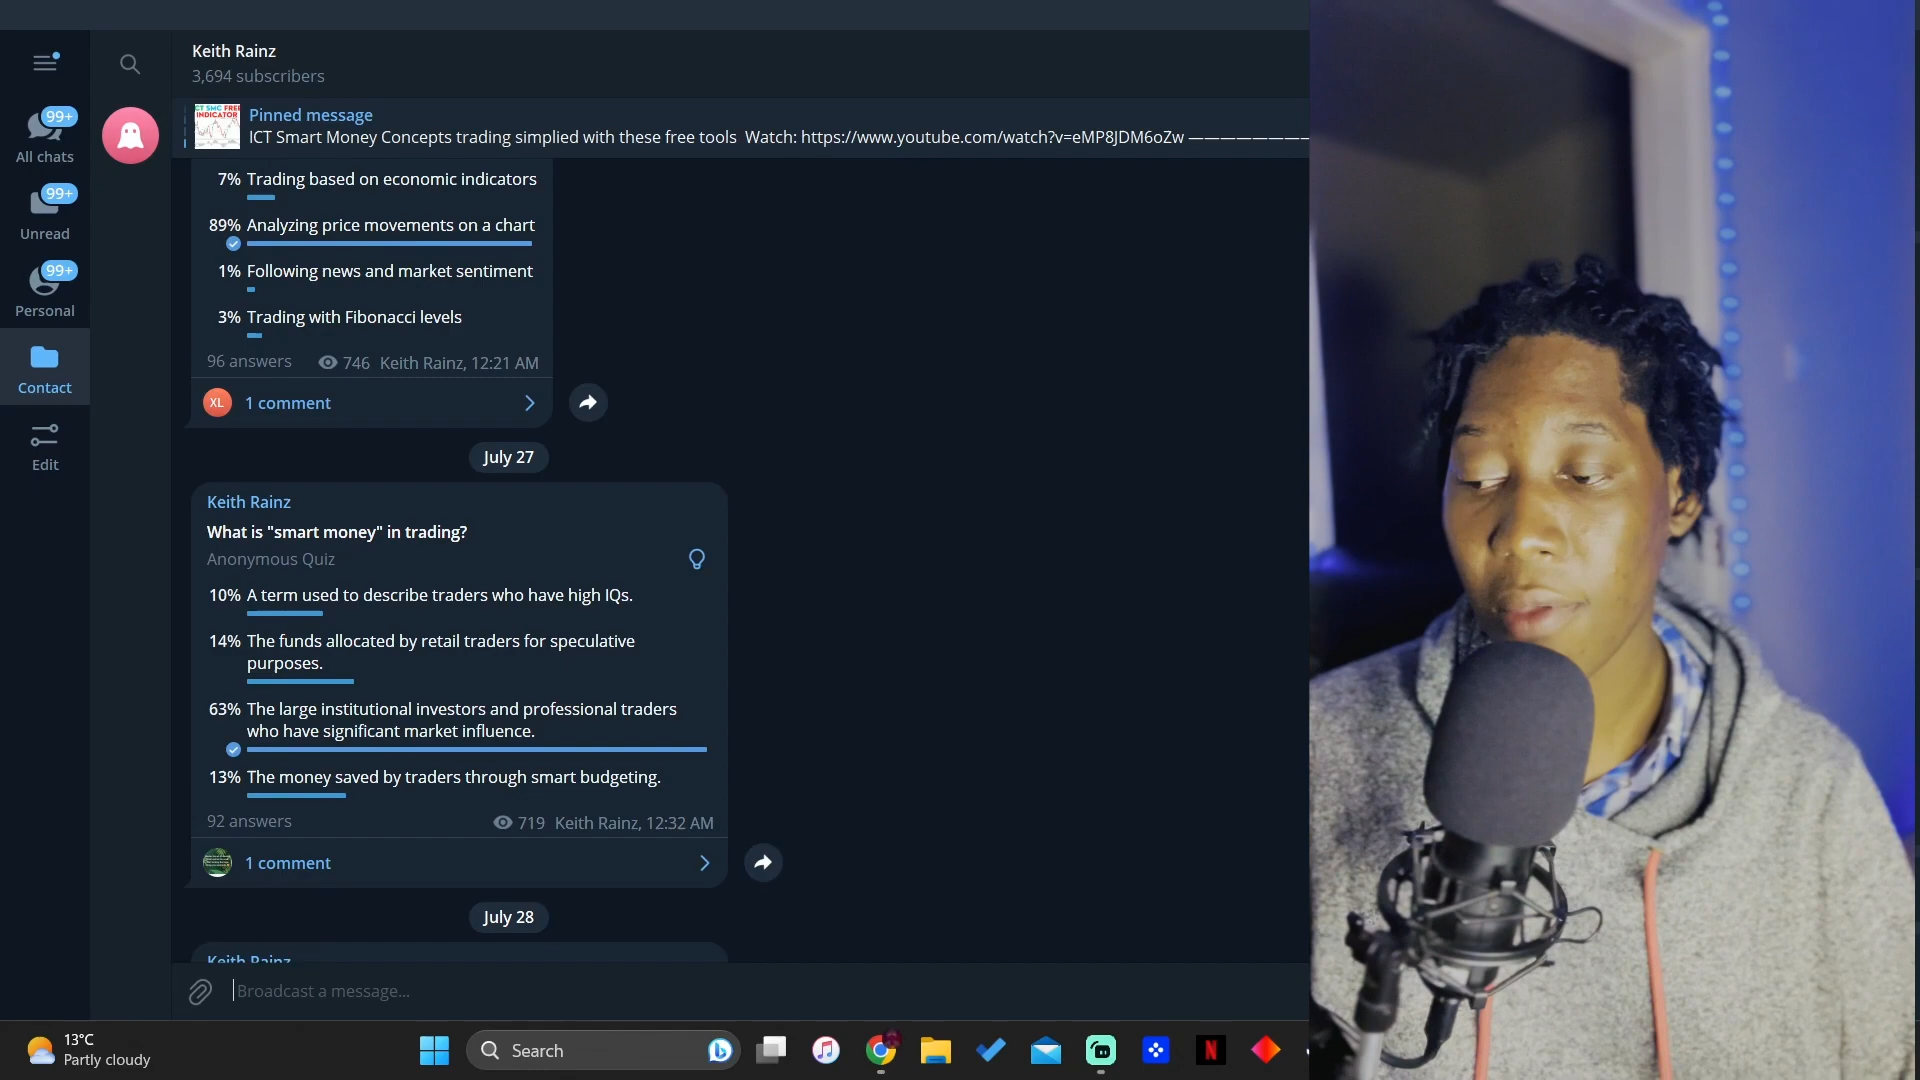 Keith Rainz
3,694 subscribers
Pinned message
ICT Smart Money Concepts trading simplied with these free tools Watch: https://www.youtube.com/watch?v=eMP8JDM6oZw —————————
CT SMC FREE
INDICATOR
99+
All chats
99+
Unread
99+
Personal
Contact
Edit
7% Trading based on economic indicators
89% Analyzing price movements on a chart
1% Following news and market sentiment
3% Trading with Fibonacci levels
96 answers 746 Keith Rainz, 12:21 AM
XL 1 comment
July 27
Keith Rainz
What is "smart money" in trading?
Anonymous Quiz
10% A term used to describe traders who have high IQs.
14% The funds allocated by retail traders for speculative
purposes.
63% The large institutional investors and professional traders
who have significant market influence.
13% The money saved by traders through smart budgeting.
92 answers 719 Keith Rainz, 12:32 AM
1 comment
July 28
Keith Rainz
Broadcast a message...
13°C
Partly cloudy
Search
N